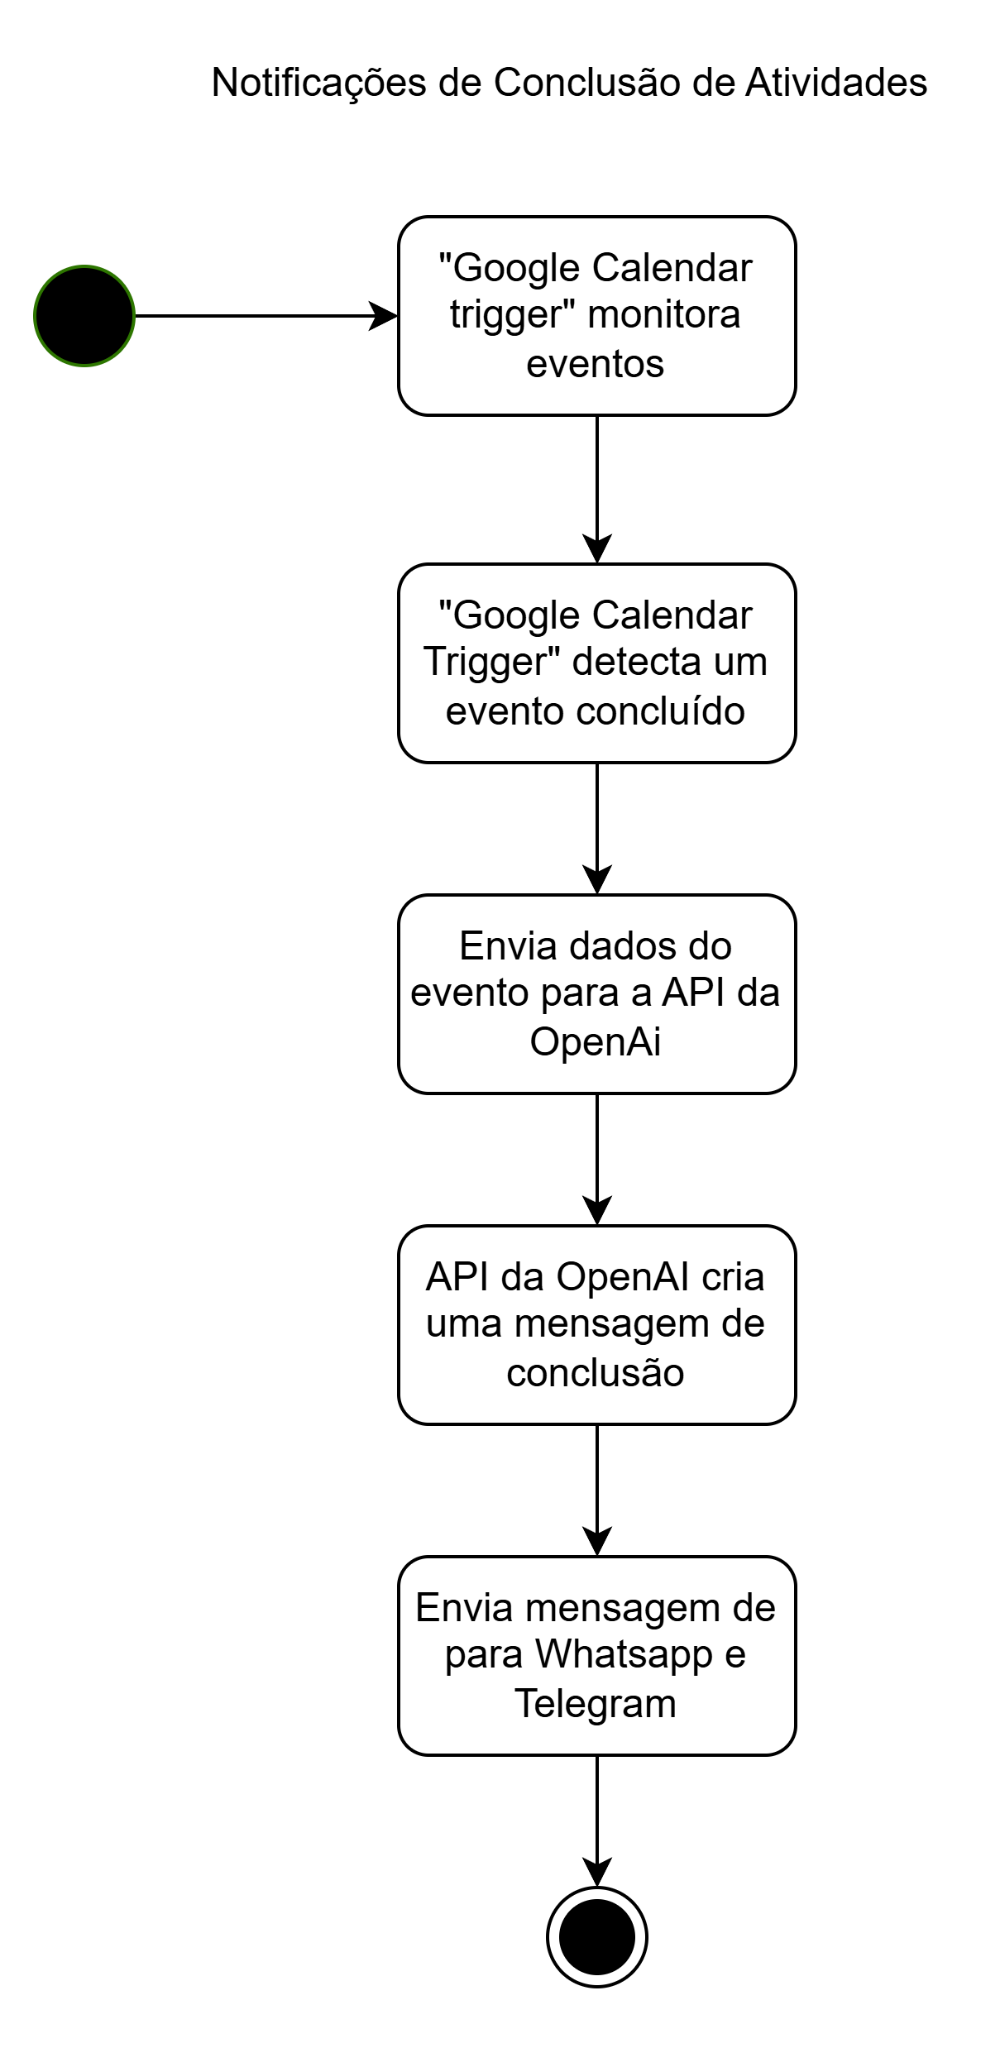 Notificações de Conclusão de Atividades
"Google Calendar
trigger" monitora
eventos
"Google Calendar
Trigger" detecta um
evento concluído
Envia dados do
evento para a API da
OpenAi
API da OpenAI cria
uma mensagem de
conclusão
Envia mensagem de
para Whatsapp e
Telegram